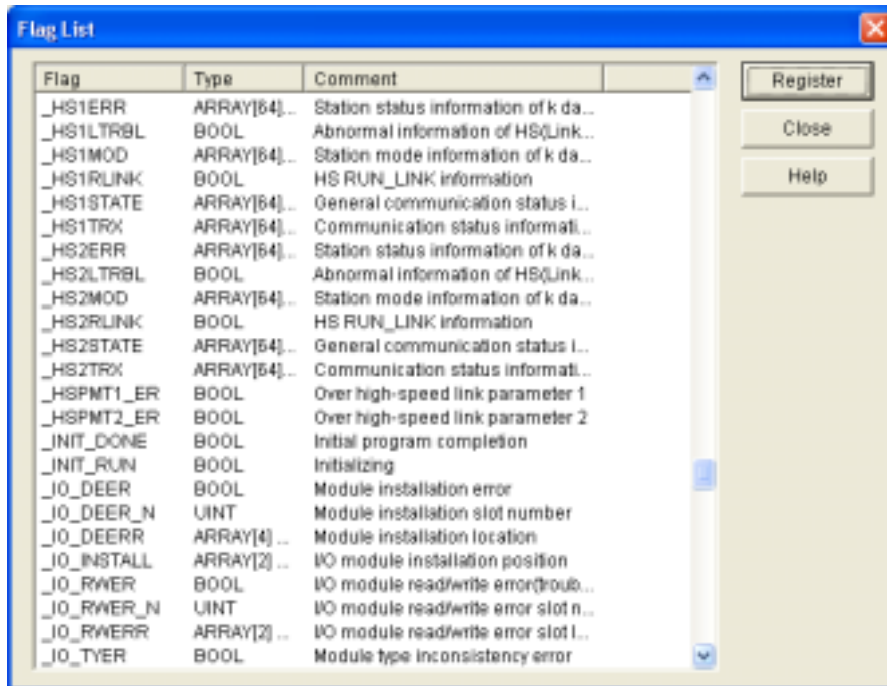 Flag List
Flag Type Comment
_HS1ERR ARRAY[64]... Station status information of k da...
_HS1LTRBL BOOL Abnormal information of HS(Link...
_HS1MOD ARRAY[64]... Station mode information of k da...
_HS1RLINK BOOL HS RUN_LINK information
_HS1STATE ARRAY[64]... General communication status i...
_HS1TRX ARRAY[64]... Communication status informati...
_HS2ERR ARRAY[64]... Station status information of k da...
_HS2LTRBL BOOL Abnormal information of HS(Link...
_HS2MOD ARRAY[64]... Station mode information of k da...
_HS2RLINK BOOL HS RUN_LINK information
_HS2STATE ARRAY[64]... General communication status i...
_HS2TRX ARRAY[64]... Communication status informati...
_HSPMT1_ER BOOL Over high-speed link parameter 1
_HSPMT2_ER BOOL Over high-speed link parameter 2
_INIT_DONE BOOL Initial program completion
_INIT_RUN BOOL Initializing
_IO_DEER BOOL Module installation error
_IO_DEER_N UINT Module installation slot number
_IO_DEERR ARRAY[4] ... Module installation location
_IO_INSTALL ARRAY[2] ... I/O module installation position
_IO_RWER BOOL I/O module read/write error(troub...
_IO_RWER_N UINT I/O module read/write error slot n...
_IO_RWERR ARRAY[2] ... I/O module read/write error slot l...
_IO_TYER BOOL Module type inconsistency error
Register
Close
Help